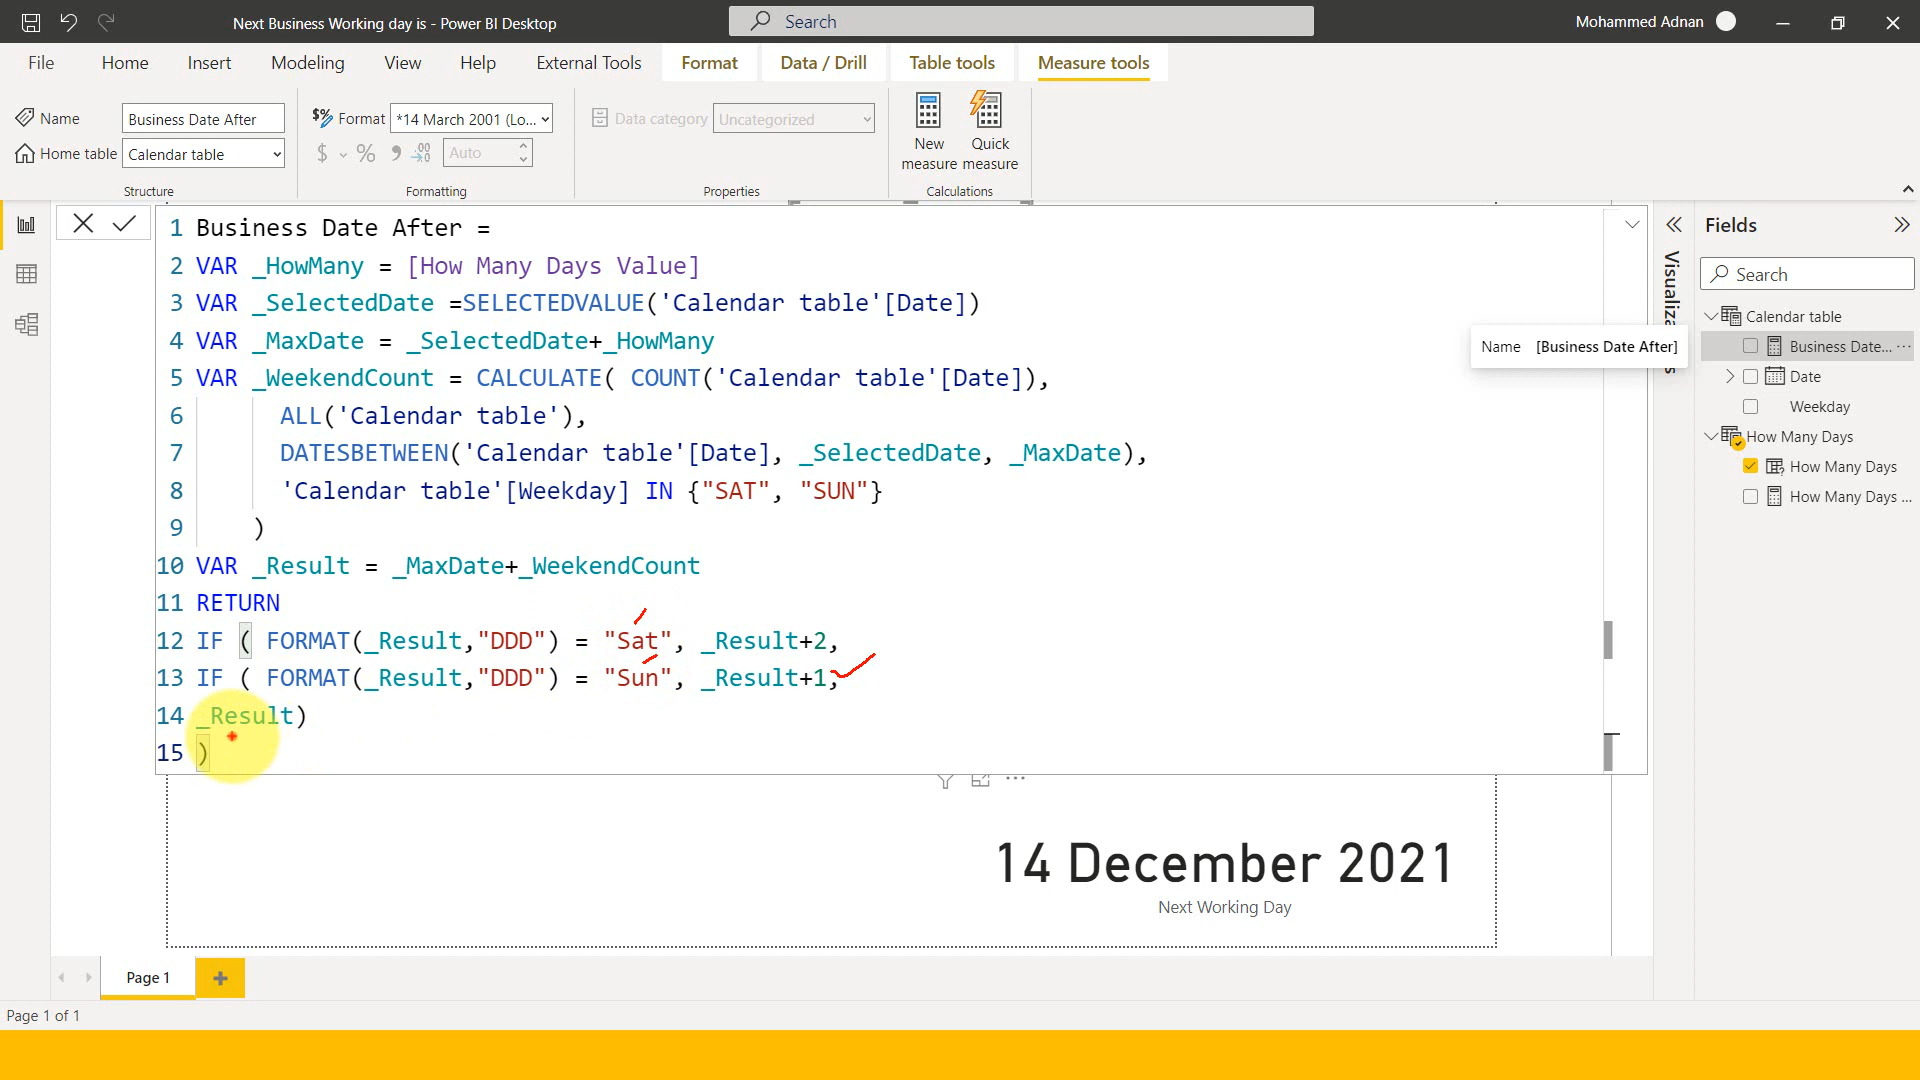 Next Business Working day is - Power BI Desktop
Search
Mohammed Adnan
File Home Insert Modeling View Help External Tools Format Data / Drill Table tools Measure tools
Name Business Date After
Home table Calendar table
Structure
Format *14 March 2001 (Lo...
$ % 9 .00 Auto
Formatting
Data category Uncategorized
Properties
New measure
Quick measure
Calculations
1 Business Date After =
2 VAR _HowMany = [How Many Days Value]
3 VAR _SelectedDate =SELECTEDVALUE('Calendar table'[Date])
4 VAR _MaxDate = _SelectedDate+_HowMany
5 VAR _WeekendCount = CALCULATE( COUNT('Calendar table'[Date]),
6 ALL('Calendar table'),
7 DATESBETWEEN('Calendar table'[Date], _SelectedDate, _MaxDate),
8 'Calendar table'[Weekday] IN {"SAT", "SUN"}
9 )
10 VAR _Result = _MaxDate+_WeekendCount
11 RETURN
12 IF ( FORMAT(_Result,"DDD") = "Sat", _Result+2,
13 IF ( FORMAT(_Result,"DDD") = "Sun", _Result+1,
14 _Result)
15 )
Name [Business Date After]
Fields
Search
Calendar table
Business Date... ...
Date
Weekday
How Many Days
How Many Days
How Many Days ...
14 December 2021
Next Working Day
Page 1
Page 1 of 1